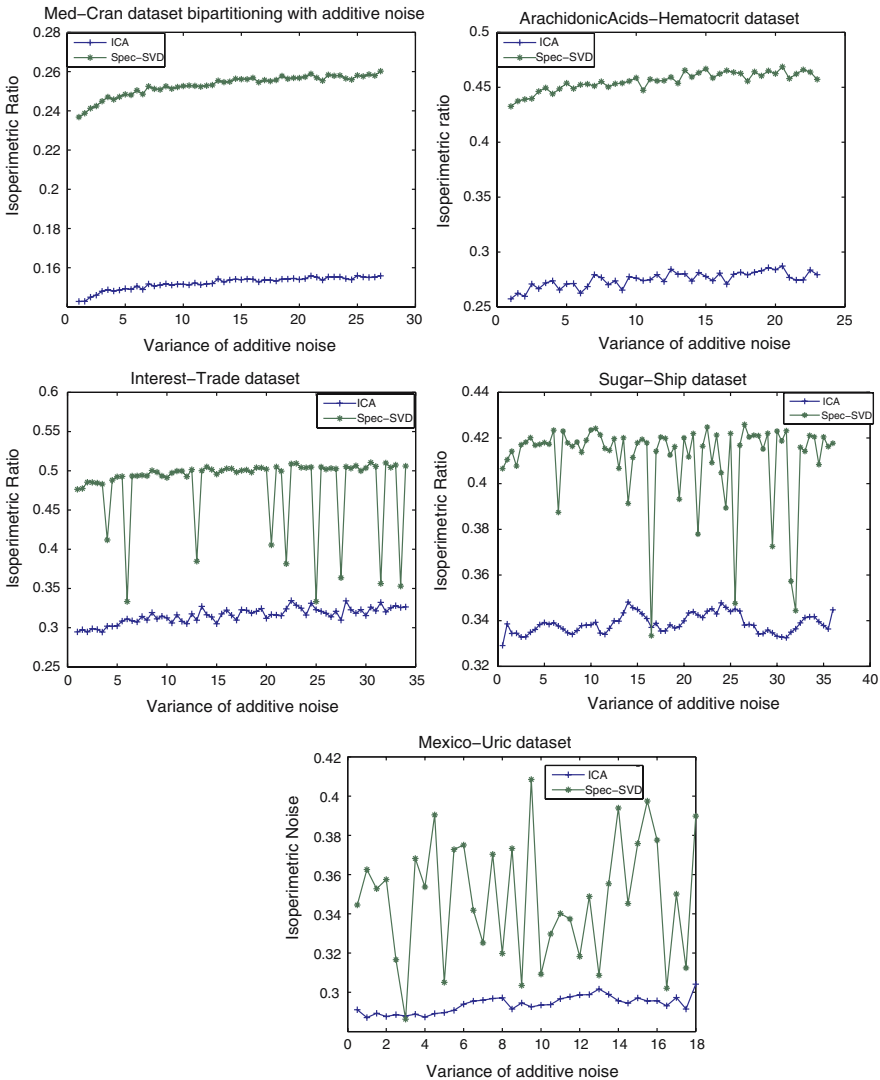 Med−Cran dataset bipartitioning with additive noise
0.28
0.26
0.24
0.22
0.2
0.18
0.16
Isoperimetric Ratio
ICA
Spec−SVD
0 5 10 15 20 25 30
Variance of additive noise
ArachidonicAcids−Hematocrit dataset
0.5
0.45
0.4
0.35
0.3
0.25
Isoperimetric ratio
ICA
Spec−SVD
0 5 10 15 20 25
Variance of additive noise
Interest−Trade dataset
0.6
0.55
0.5
0.45
0.4
0.35
0.3
0.25
Isoperimetric Ratio
ICA
Spec−SVD
0 5 10 15 20 25 30 35
Variance of additive noise
Sugar−Ship dataset
0.44
0.42
0.4
0.38
0.36
0.34
0.32
Isoperimetric Ratio
ICA
Spec−SVD
0 5 10 15 20 25 30 35 40
Variance of additive noise
Mexico−Uric dataset
0.42
0.4
0.38
0.36
0.34
0.32
0.3
Isoperimetric Noise
ICA
Spec−SVD
0 2 4 6 8 10 12 14 16 18
Variance of additive noise